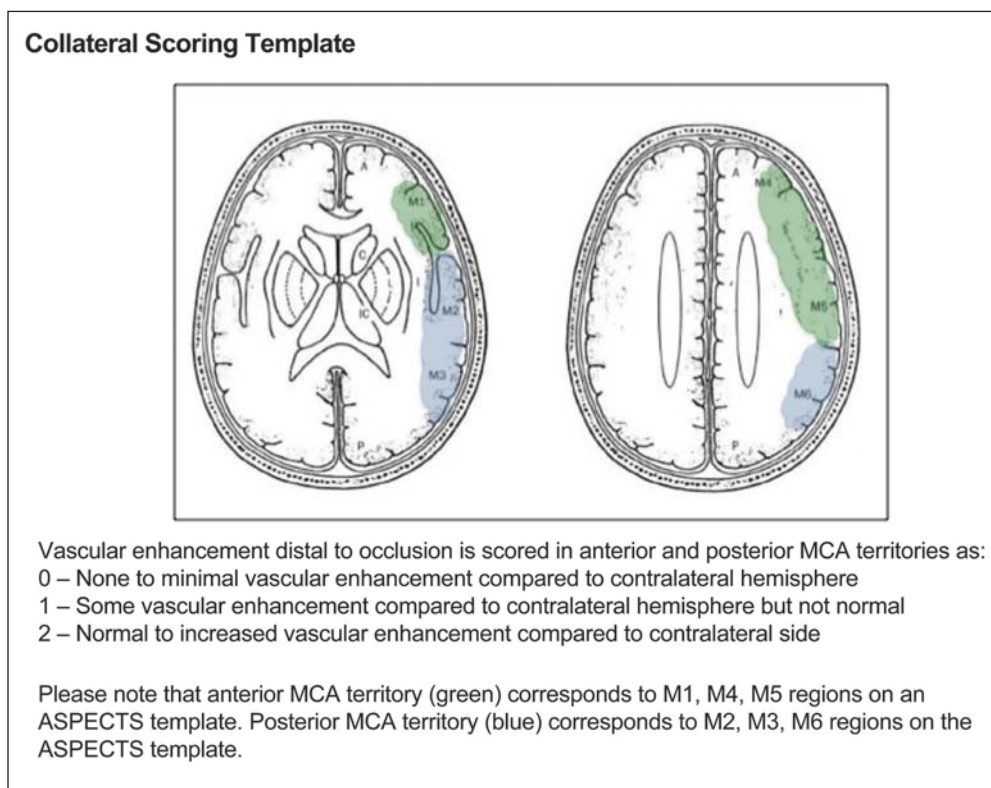 Collateral Scoring Template
A
M1
C
I
IC
M2
M3
P
A
M4
M5
M6
P
Vascular enhancement distal to occlusion is scored in anterior and posterior MCA territories as:
0 – None to minimal vascular enhancement compared to contralateral hemisphere
1 – Some vascular enhancement compared to contralateral hemisphere but not normal
2 – Normal to increased vascular enhancement compared to contralateral side
Please note that anterior MCA territory (green) corresponds to M1, M4, M5 regions on an
ASPECTS template. Posterior MCA territory (blue) corresponds to M2, M3, M6 regions on the
ASPECTS template.